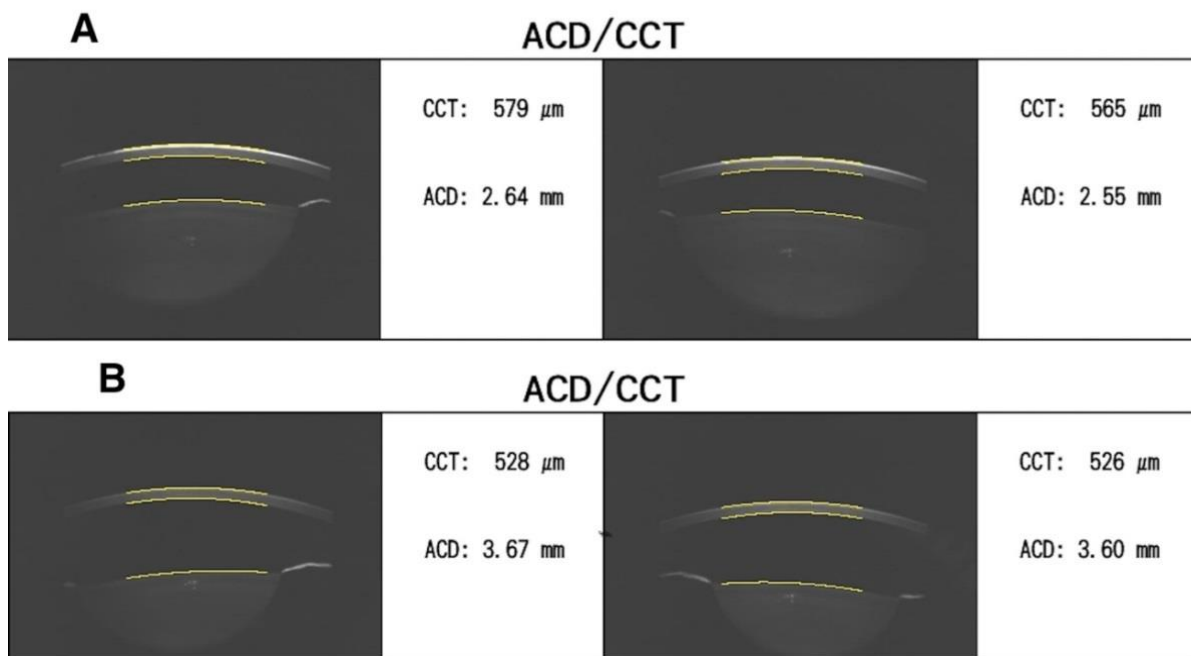 A
ACD/CCT
CCT: 579 μm
ACD: 2.64 mm
CCT: 565 μm
ACD: 2.55 mm
B
ACD/CCT
CCT: 528 μm
ACD: 3.67 mm
CCT: 526 μm
ACD: 3.60 mm